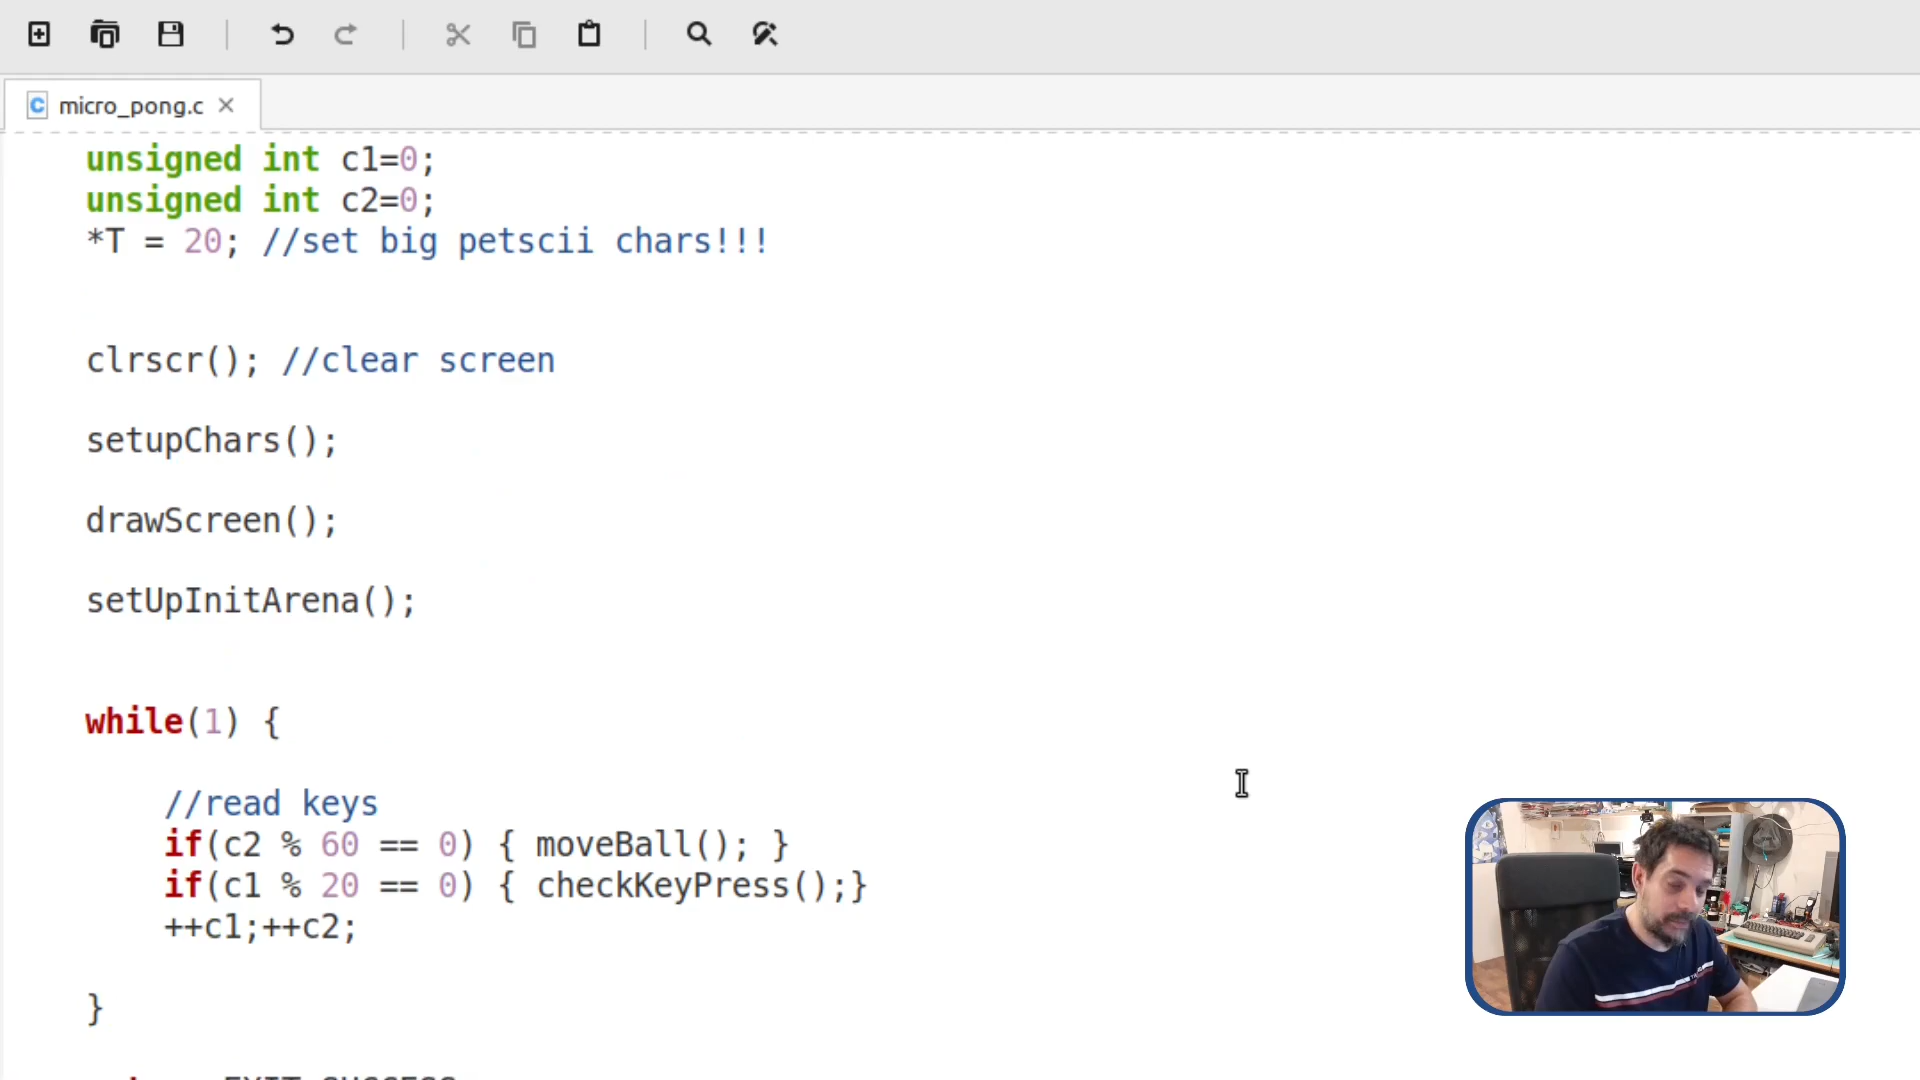 micro_pong.c
unsigned int c1=0;
unsigned int c2=0;
*T = 20; //set big petscii chars!!!
clrscr(); //clear screen
setupChars();
drawScreen();
setUpInitArena();
while(1) {
//read keys
if(c2 % 60 == 0) { moveBall(); }
if(c1 % 20 == 0) { checkKeyPress();}
++c1;++c2;
}
EXIT_SUCCESS